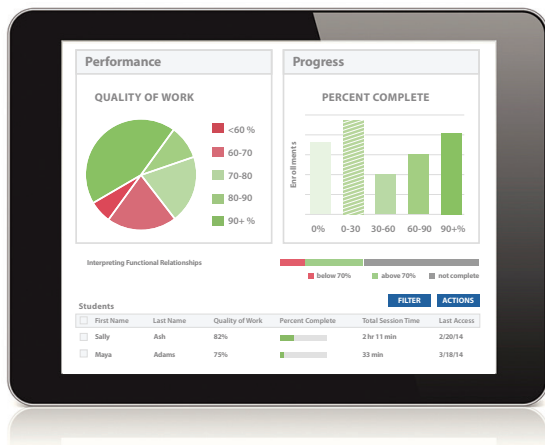 Performance
Progress
QUALITY OF WORK
<60 %
60-70
70-80
80-90
90+ %
PERCENT COMPLETE
Enrollments
0% 0-30 30-60 60-90 90+%
Interpreting Functional Relationships
below 70% above 70% not complete
FILTER ACTIONS
Students
First Name Last Name Quality of Work Percent Complete Total Session Time Last Access
Sally Ash 82% 2 hr 11 min 2/20/14
Maya Adams 75% 33 min 3/18/14